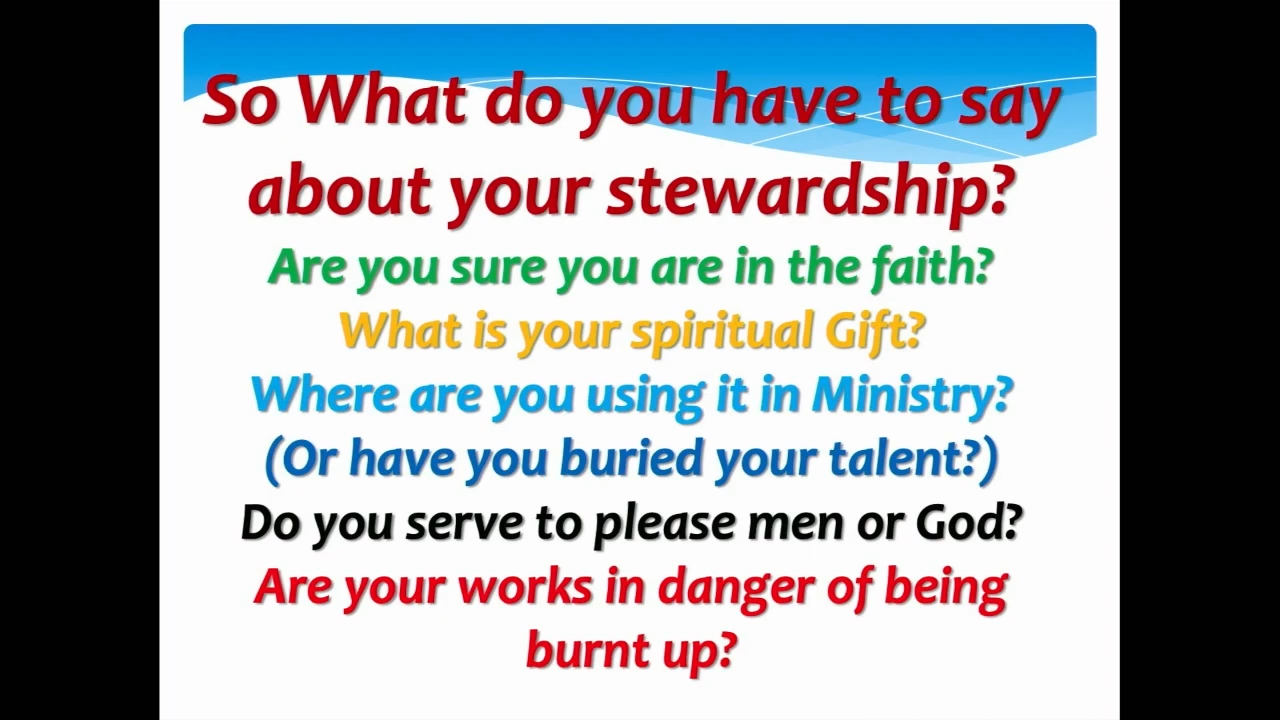 So What do you have to say
about your stewardship?
Are you sure you are in the faith?
What is your spiritual Gift?
Where are you using it in Ministry?
(Or have you buried your talent?)
Do you serve to please men or God?
Are your works in danger of being
burnt up?